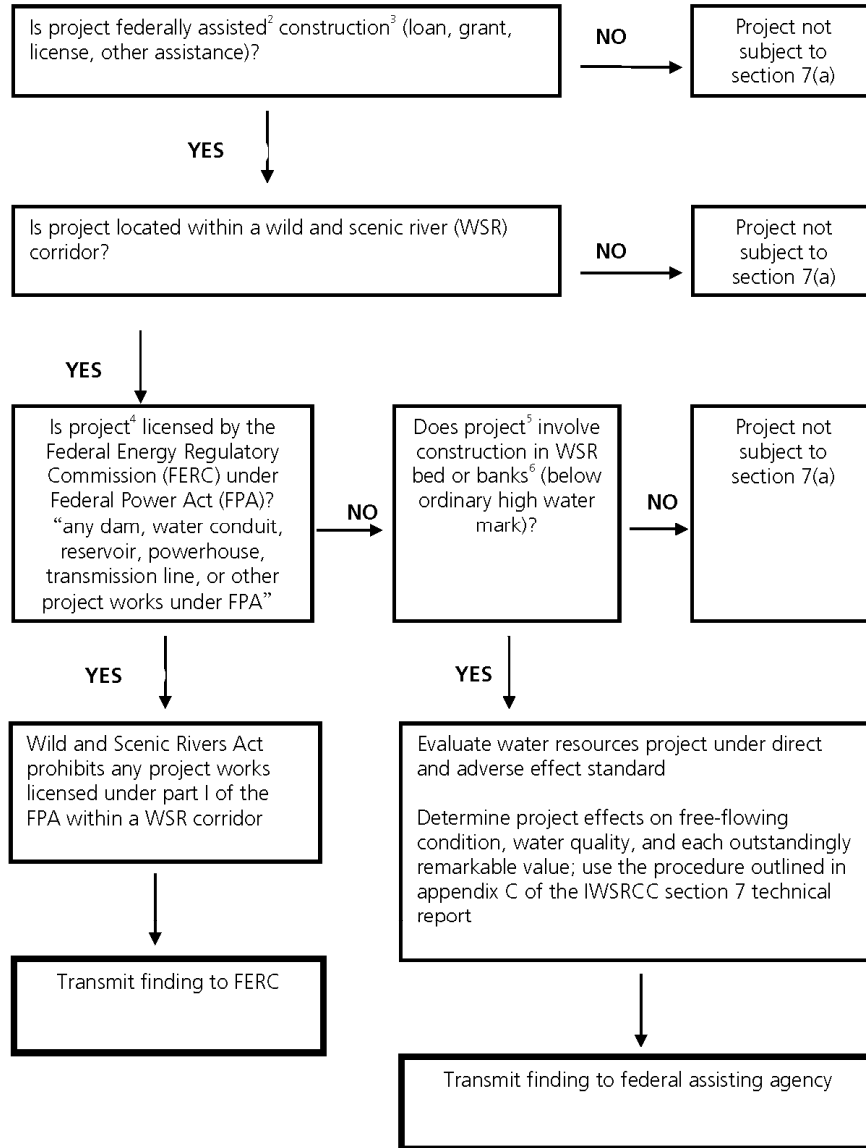 Is project federally assisted² construction³ (loan, grant,
license, other assistance)?
NO
Project not
subject to
section 7(a)
YES
Is project located within a wild and scenic river (WSR)
corridor?
NO
Project not
subject to
section 7(a)
YES
Is project⁴ licensed by the
Federal Energy Regulatory
Commission (FERC) under
Federal Power Act (FPA)?
“any dam, water conduit,
reservoir, powerhouse,
transmission line, or other
project works under FPA”
NO
Does project⁵ involve
construction in WSR
bed or banks⁶ (below
ordinary high water
mark)?
NO
Project not
subject to
section 7(a)
YES
YES
Wild and Scenic Rivers Act
prohibits any project works
licensed under part I of the
FPA within a WSR corridor
Evaluate water resources project under direct
and adverse effect standard
Determine project effects on free-flowing
condition, water quality, and each outstandingly
remarkable value; use the procedure outlined in
appendix C of the IWSRCC section 7 technical
report
Transmit finding to FERC
Transmit finding to federal assisting agency